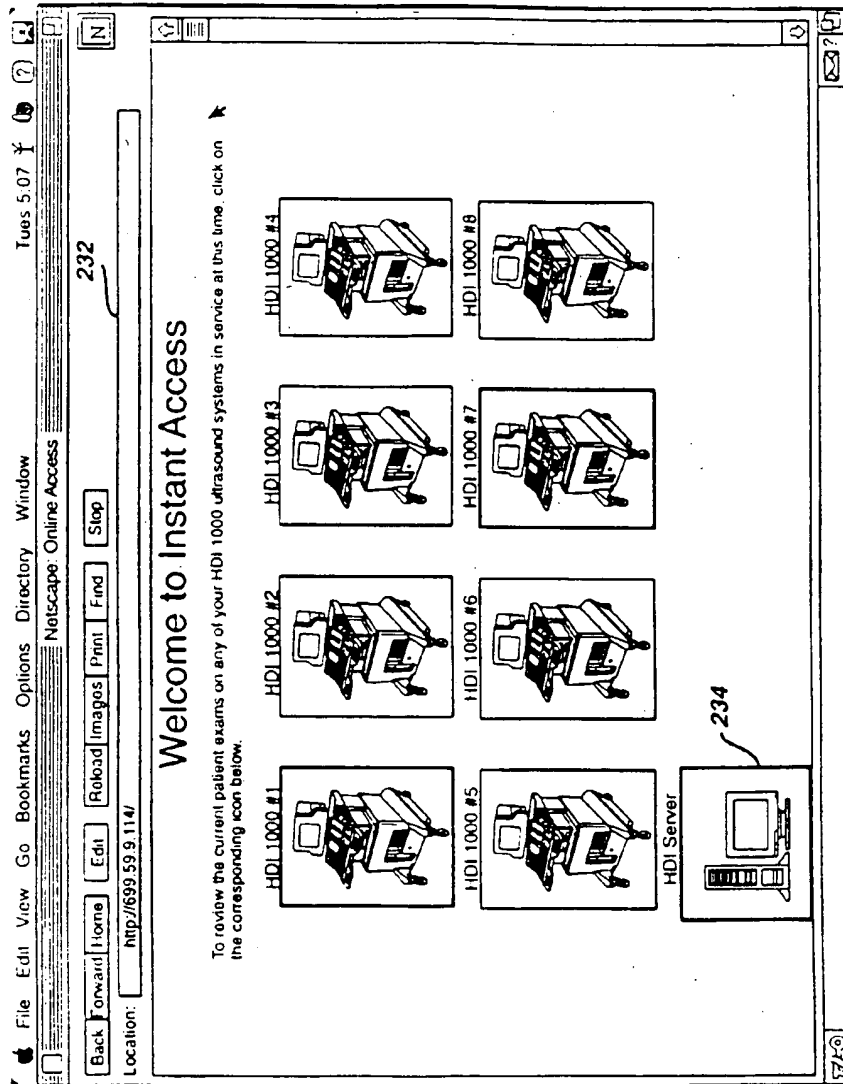 File Edit View Go Bookmarks Options Directory Window Tues 5:07 ?
Netscape: Online Access
Back Forward Home Edit Reload Images Print Find Stop N
Location: http://699.59.9.114/
232
Welcome to Instant Access
To review the current patient exams on any of your HDI 1000 ultrasound systems in service at this time, click on
the corresponding icon below.
HDI 1000 #1 HDI 1000 #2 HDI 1000 #3 HDI 1000 #4
HDI 1000 #5 HDI 1000 #6 HDI 1000 #7 HDI 1000 #8
HDI Server
234
?